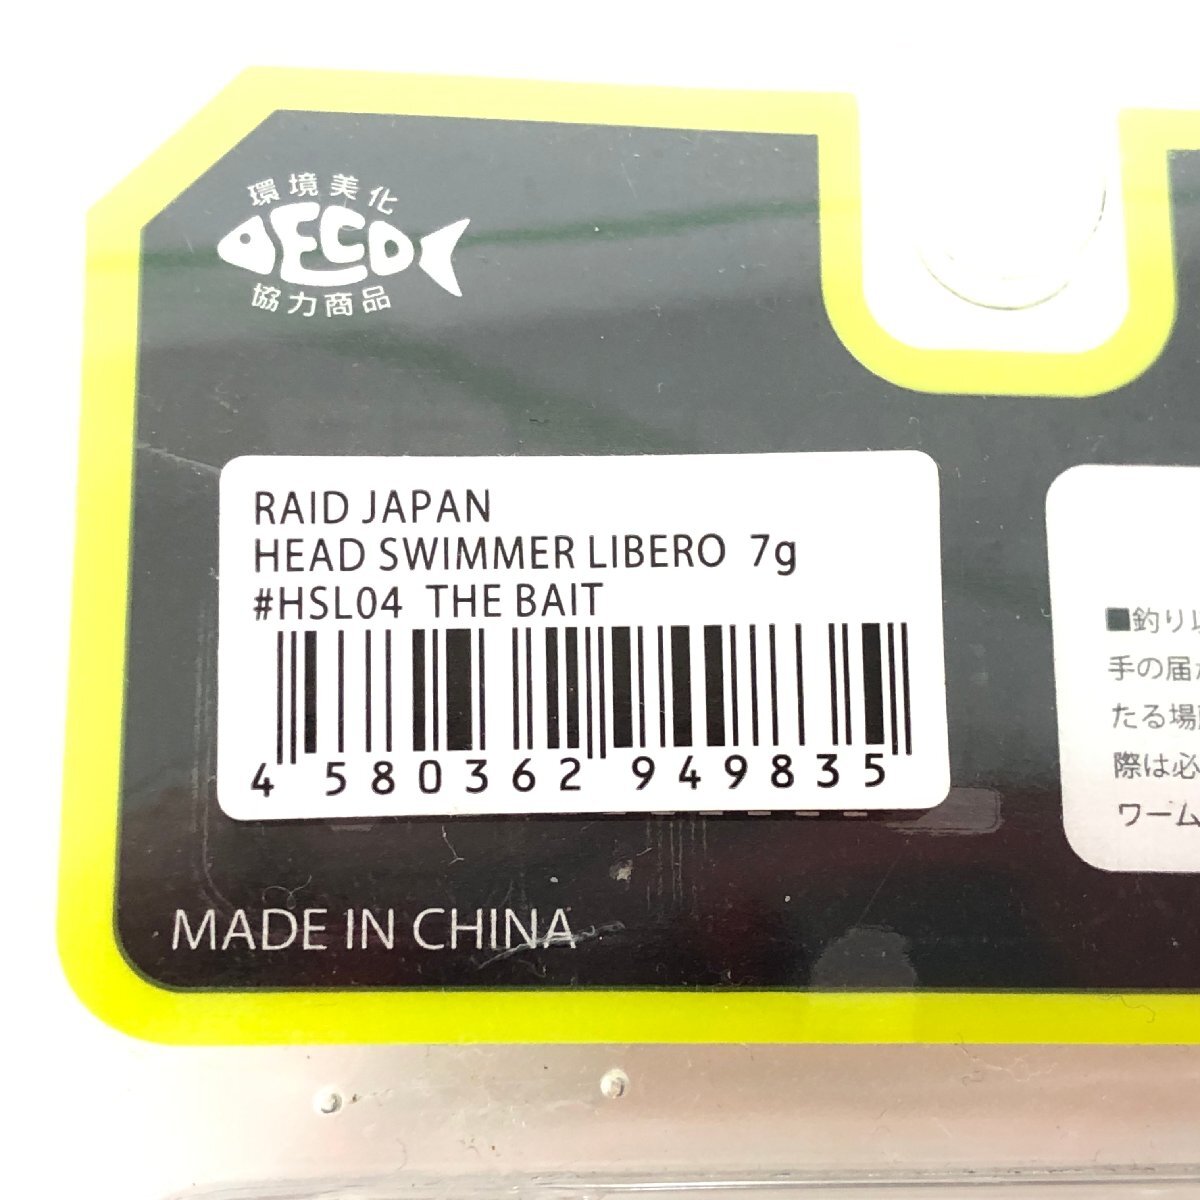 環境美化
ECO
協力商品
RAID JAPAN
HEAD SWIMMER LIBERO 7g
#HSL04 THE BAIT
4 580362 949835
MADE IN CHINA
■釣り
手の届
たる場
際は必
ワーム